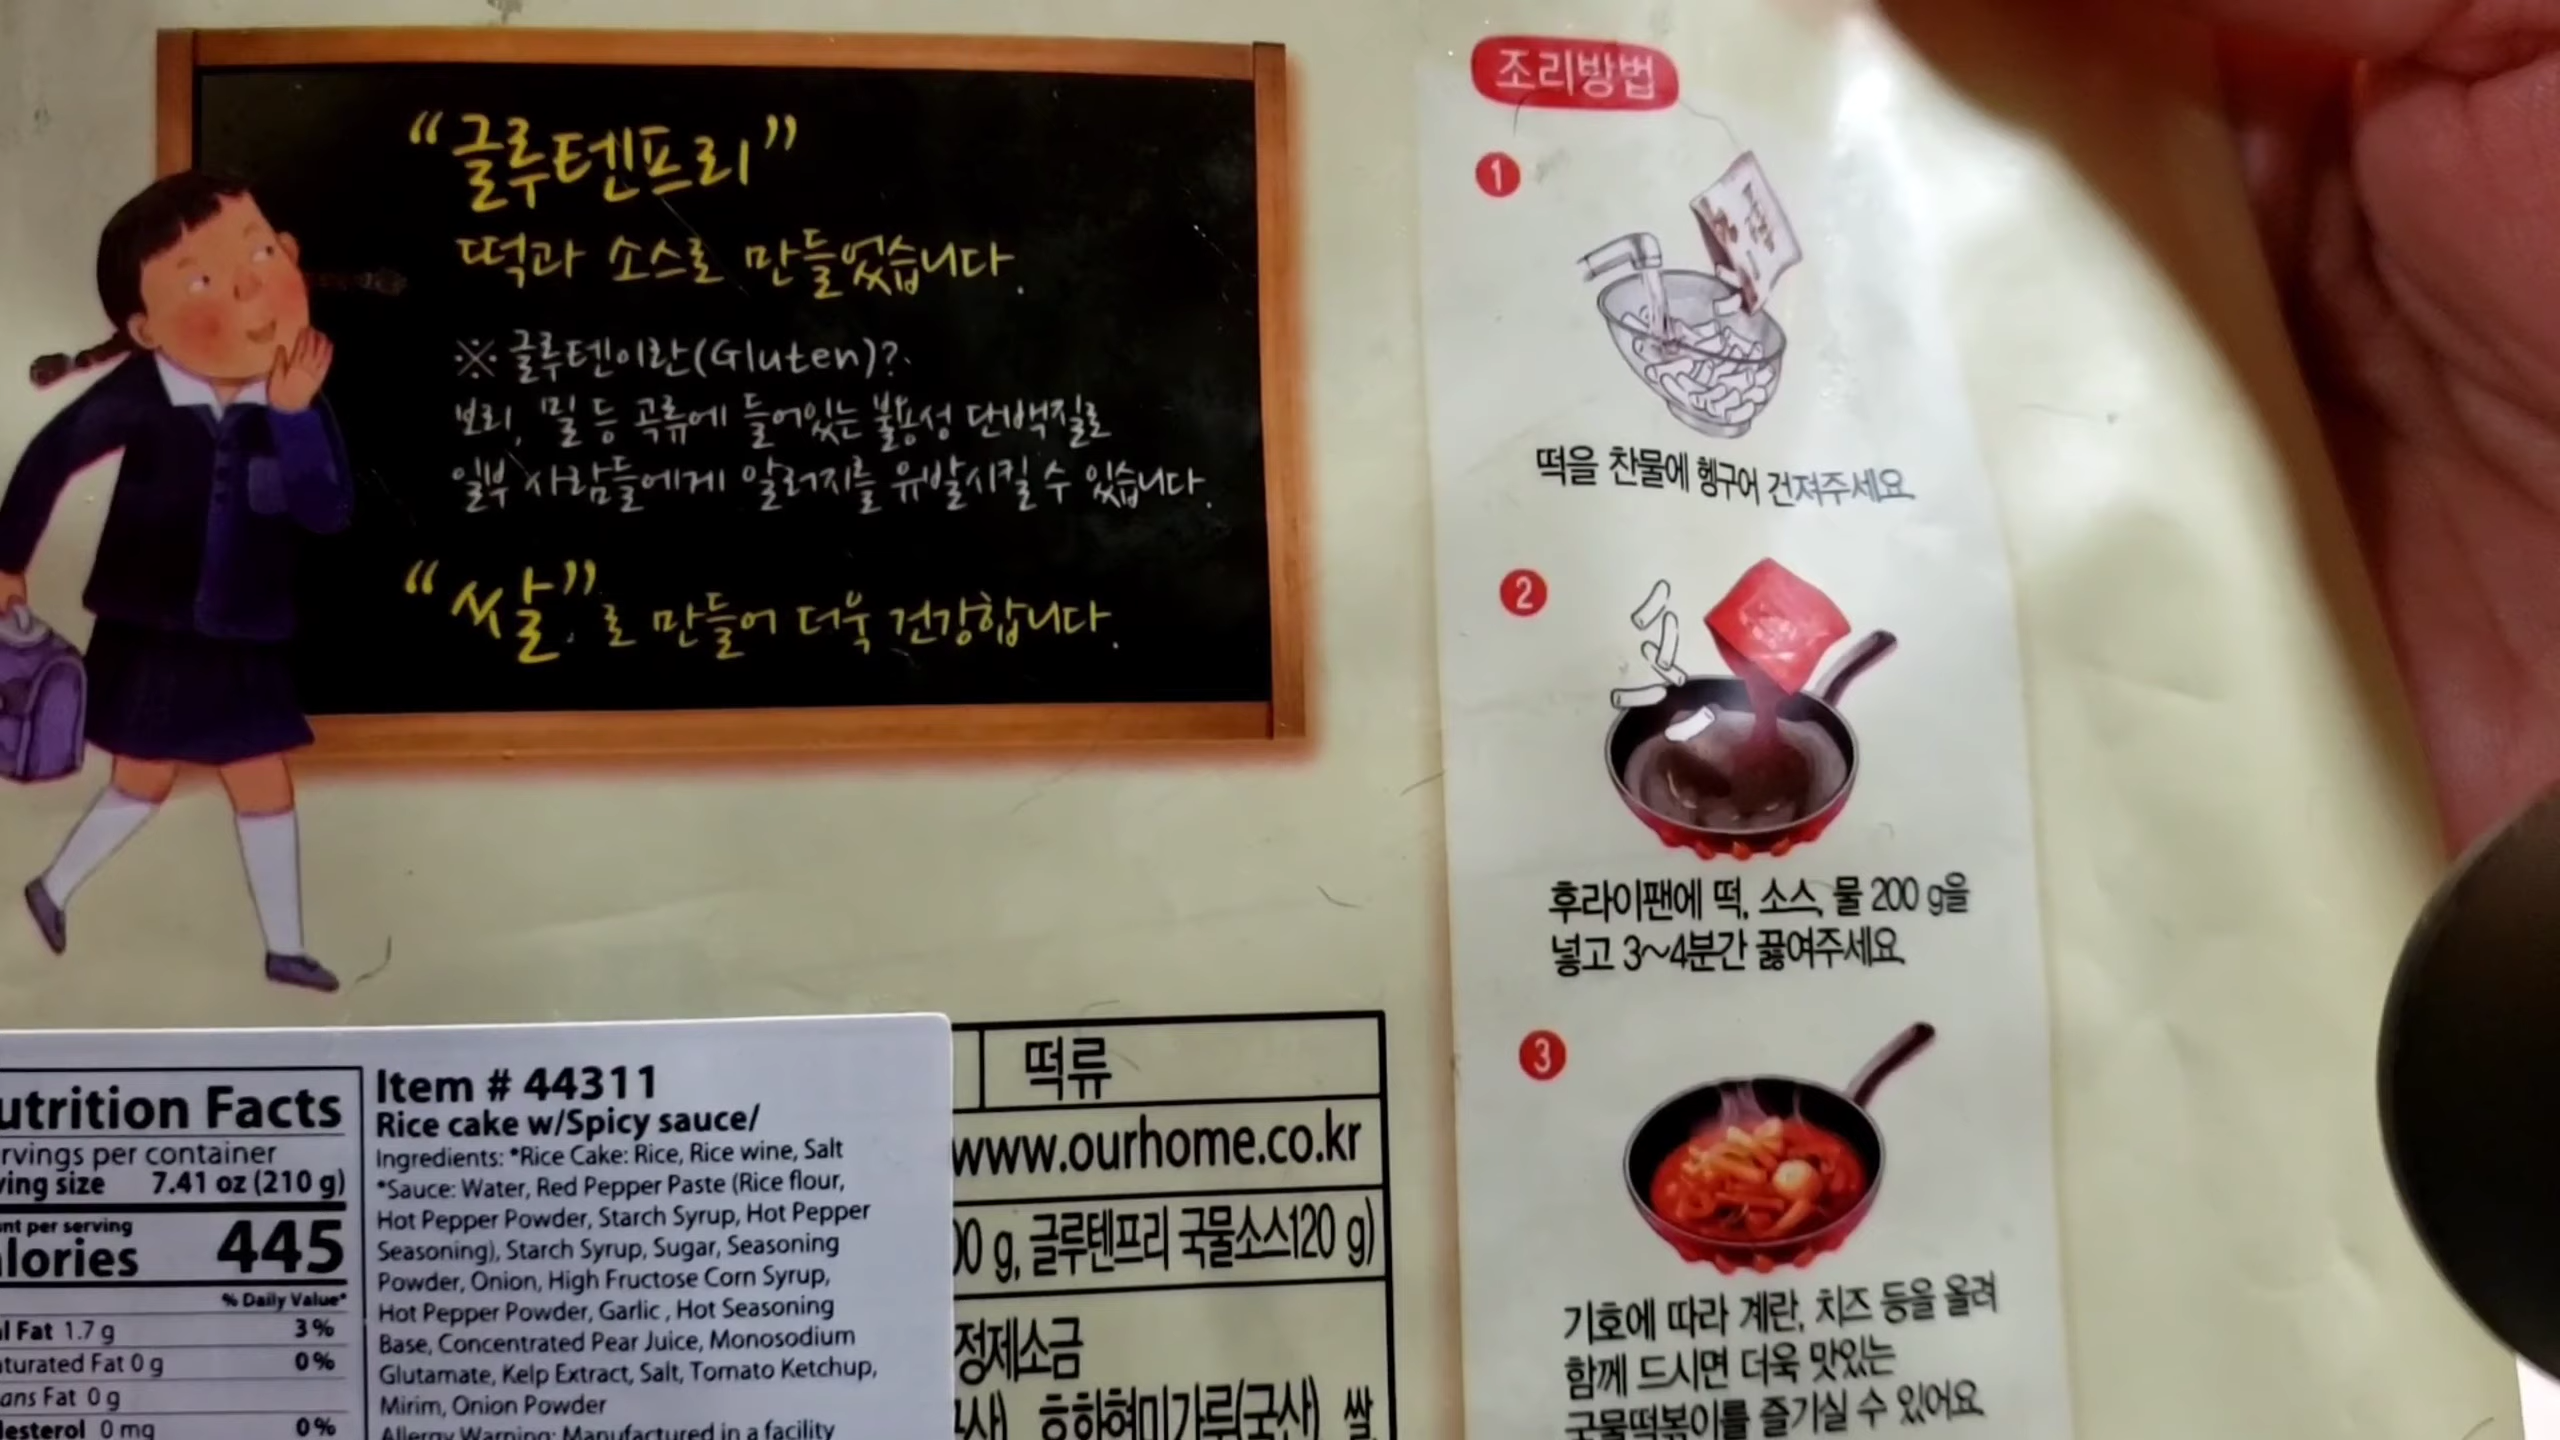 “글루텐프리”
떡과 소스로 만들었습니다.
※ 글루텐이란(Gluten)?
보리, 밀 등 곡류에 들어있는 불용성 단백질로
일부 사람들에게 알러지를 유발시킬 수 있습니다.
“쌀”로 만들어 더욱 건강합니다.
조리방법
1
떡을 찬물에 헹구어 건져주세요
2
후라이팬에 떡, 소스, 물 200 g을
넣고 3~4분간 끓여주세요
3
기호에 따라 계란, 치즈 등을 올려
함께 드시면 더욱 맛있는
국물떡볶이를 즐기실 수 있어요
utrition Facts
rvings per container
ving size 7.41 oz (210 g)
nt per serving
lories 445
% Daily Value*
l Fat 1.7 g 3%
turated Fat 0 g 0%
ans Fat 0 g
lesterol 0 mg 0%
Item # 44311
Rice cake w/Spicy sauce/
Ingredients: *Rice Cake: Rice, Rice wine, Salt
*Sauce: Water, Red Pepper Paste (Rice flour,
Hot Pepper Powder, Starch Syrup, Hot Pepper
Seasoning), Starch Syrup, Sugar, Seasoning
Powder, Onion, High Fructose Corn Syrup,
Hot Pepper Powder, Garlic , Hot Seasoning
Base, Concentrated Pear Juice, Monosodium
Glutamate, Kelp Extract, Salt, Tomato Ketchup,
Mirim, Onion Powder
Allergy Warning: Manufactured in a facility
떡류
www.ourhome.co.kr
00 g, 글루텐프리 국물소스120 g)
정제소금
(국산) 쌀